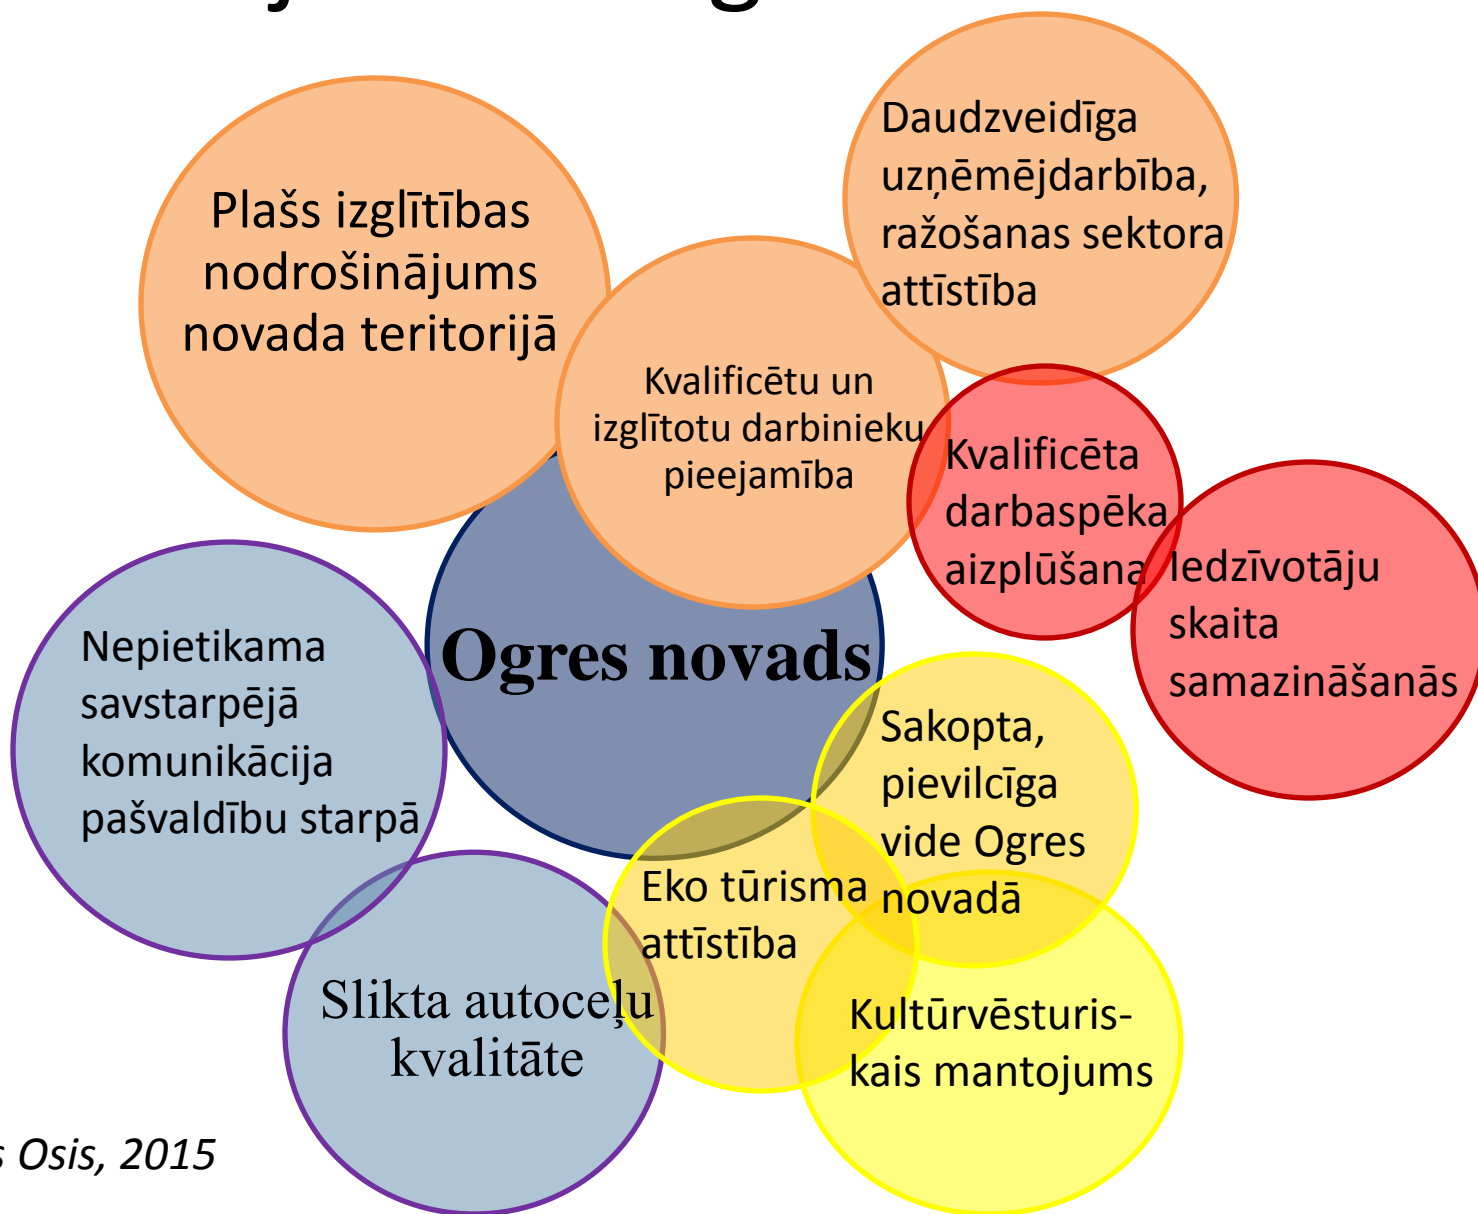 Daudzveidīga
uzņēmējdarbība,
ražošanas sektora
attīstība
Plašs izglītības
nodrošinājums
novada teritorijā
Kvalificētu un
izglītotu darbinieku
pieejamība
Kvalificēta
darbaspēka
aizplūšana
Iedzīvotāju
skaita
samazināšanās
Ogres novads
Nepietikama
savstarpējā
komunikācija
pašvaldību starpā
Sakopta,
pievilcīga
vide Ogres
novadā
Eko tūrisma
attīstība
Slikta autoceļu
kvalitāte
Kultūrvēsturis-
kais mantojums
s Osis, 2015